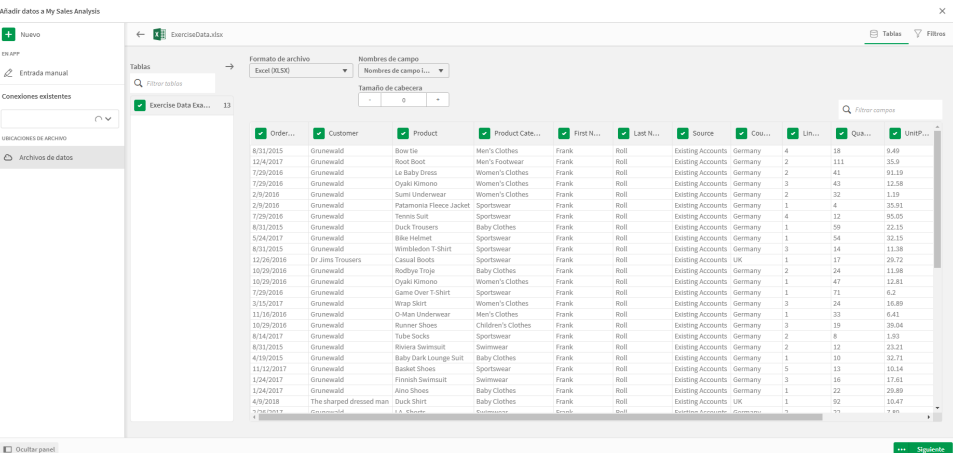 Añadir datos a My Sales Analysis
Nuevo
EN APP
Entrada manual
Conexiones existentes
UBICACIONES DE ARCHIVO
Archivos de datos
ExerciseData.xlsx
Tablas
Filtros
Tablas
Filtrar tablas
Exercise Data Exa... 13
Formato de archivo
Excel (XLSX)
Nombres de campo
Nombres de campo i...
Tamaño de cabecera
- 0 +
Filtrar campos
Order... Customer Product Product Cate... First N... Last N... Source Cou... Lin... Qua... UnitP...
8/31/2015 Grunewald Bow tie Men's Clothes Frank Roll Existing Accounts Germany 4 18 9.49
12/4/2017 Grunewald Root Boot Men's Footwear Frank Roll Existing Accounts Germany 2 111 35.9
7/29/2016 Grunewald Le Baby Dress Women's Clothes Frank Roll Existing Accounts Germany 2 41 91.19
7/29/2016 Grunewald Oyaki Kimono Women's Clothes Frank Roll Existing Accounts Germany 3 43 12.58
2/9/2016 Grunewald Sumi Underwear Women's Clothes Frank Roll Existing Accounts Germany 2 32 1.19
2/9/2016 Grunewald Patamonia Fleece Jacket Sportswear Frank Roll Existing Accounts Germany 1 4 35.91
7/29/2016 Grunewald Tennis Suit Sportswear Frank Roll Existing Accounts Germany 4 12 95.05
8/31/2015 Grunewald Duck Trousers Baby Clothes Frank Roll Existing Accounts Germany 1 59 22.15
5/24/2017 Grunewald Bike Helmet Sportswear Frank Roll Existing Accounts Germany 1 54 32.15
8/31/2015 Grunewald Wimbledon T-Shirt Sportswear Frank Roll Existing Accounts Germany 3 14 11.38
12/26/2016 Dr Jims Trousers Casual Boots Sportswear Frank Roll Existing Accounts UK 1 17 29.72
10/29/2016 Grunewald Rodbye Troje Baby Clothes Frank Roll Existing Accounts Germany 2 24 11.98
10/29/2016 Grunewald Oyaki Kimono Women's Clothes Frank Roll Existing Accounts Germany 1 47 12.81
7/29/2016 Grunewald Game Over T-Shirt Sportswear Frank Roll Existing Accounts Germany 1 71 6.2
3/15/2017 Grunewald Wrap Skirt Women's Clothes Frank Roll Existing Accounts Germany 3 24 16.89
11/16/2016 Grunewald O-Man Underwear Men's Clothes Frank Roll Existing Accounts Germany 1 33 6.41
10/29/2016 Grunewald Runner Shoes Children's Clothes Frank Roll Existing Accounts Germany 3 19 39.04
8/14/2017 Grunewald Tube Socks Sportswear Frank Roll Existing Accounts Germany 2 8 1.93
8/31/2015 Grunewald Riviera Swimsuit Swimwear Frank Roll Existing Accounts Germany 2 12 23.21
4/19/2015 Grunewald Baby Dark Lounge Suit Baby Clothes Frank Roll Existing Accounts Germany 1 10 32.71
11/12/2017 Grunewald Basket Shoes Sportswear Frank Roll Existing Accounts Germany 5 13 10.14
1/24/2017 Grunewald Finnish Swimsuit Swimwear Frank Roll Existing Accounts Germany 3 16 17.61
1/24/2017 Grunewald Aino Shoes Baby Clothes Frank Roll Existing Accounts Germany 1 22 29.89
4/9/2018 The sharped dressed man Duck Shirt Baby Clothes Frank Roll Existing Accounts UK 1 92 10.47
Grunewald Swimwear Frank Roll Existing Accounts Germany
Ocultar panel
Siguiente